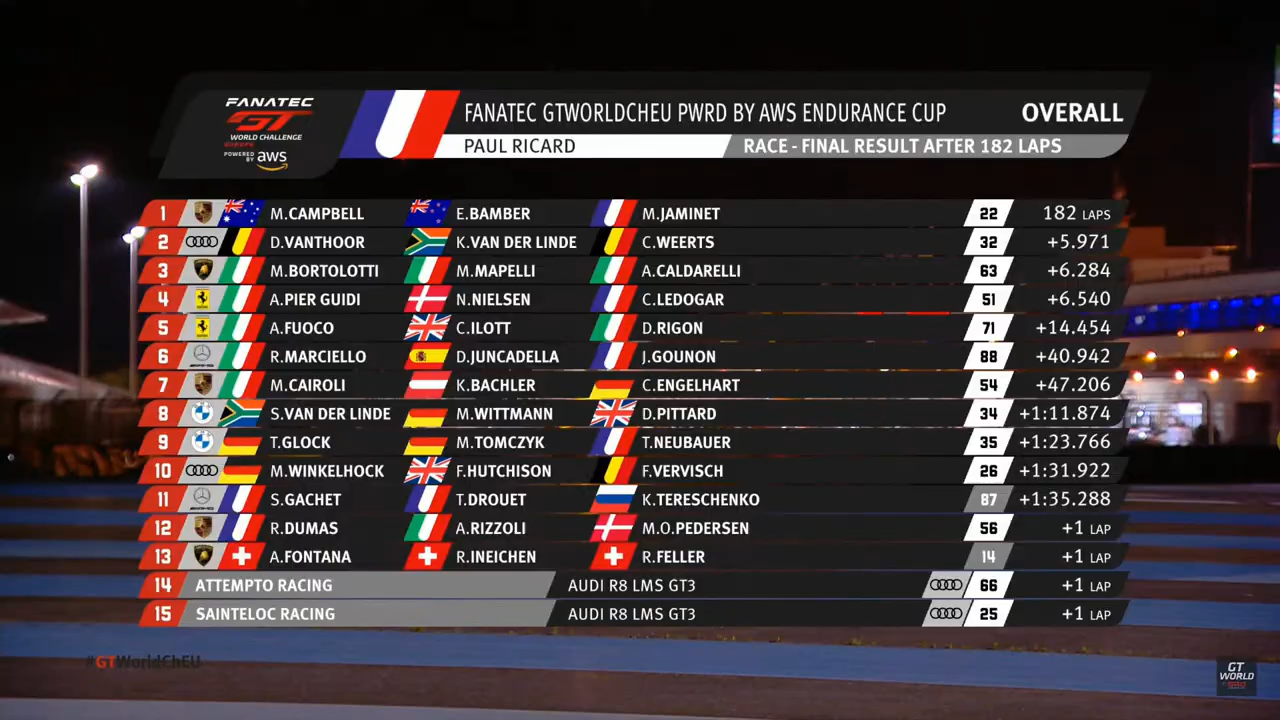 FANATEC
GT
WORLD CHALLENGE
EUROPE
POWERED BY aws
FANATEC GTWORLDCHEU PWRD BY AWS ENDURANCE CUP OVERALL
PAUL RICARD RACE - FINAL RESULT AFTER 182 LAPS
1 M.CAMPBELL E.BAMBER M.JAMINET 22 182 LAPS
2 D.VANTHOOR K.VAN DER LINDE C.WEERTS 32 +5.971
3 M.BORTOLOTTI M.MAPELLI A.CALDARELLI 63 +6.284
4 A.PIER GUIDI N.NIELSEN C.LEDOGAR 51 +6.540
5 A.FUOCO C.ILOTT D.RIGON 71 +14.454
6 R.MARCIELLO D.JUNCADELLA J.GOUNON 88 +40.942
7 M.CAIROLI K.BACHLER C.ENGELHART 54 +47.206
8 S.VAN DER LINDE M.WITTMANN D.PITTARD 34 +1:11.874
9 T.GLOCK M.TOMCZYK T.NEUBAUER 35 +1:23.766
10 M.WINKELHOCK F.HUTCHISON F.VERVISCH 26 +1:31.922
11 S.GACHET T.DROUET K.TERESCHENKO 87 +1:35.288
12 R.DUMAS A.RIZZOLI M.O.PEDERSEN 56 +1 LAP
13 A.FONTANA R.INEICHEN R.FELLER 14 +1 LAP
14 ATTEMPTO RACING AUDI R8 LMS GT3 66 +1 LAP
15 SAINTELOC RACING AUDI R8 LMS GT3 25 +1 LAP
#GTWorldChEU
GT
WORLD